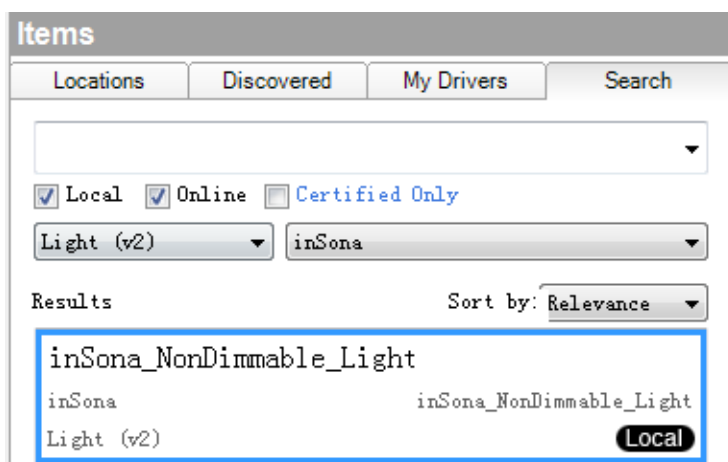 Items
Locations Discovered My Drivers Search
Local Online Certified Only
Light (v2) inSona
Results Sort by: Relevance
inSona_NonDimmable_Light
inSona inSona_NonDimmable_Light
Light (v2) Local